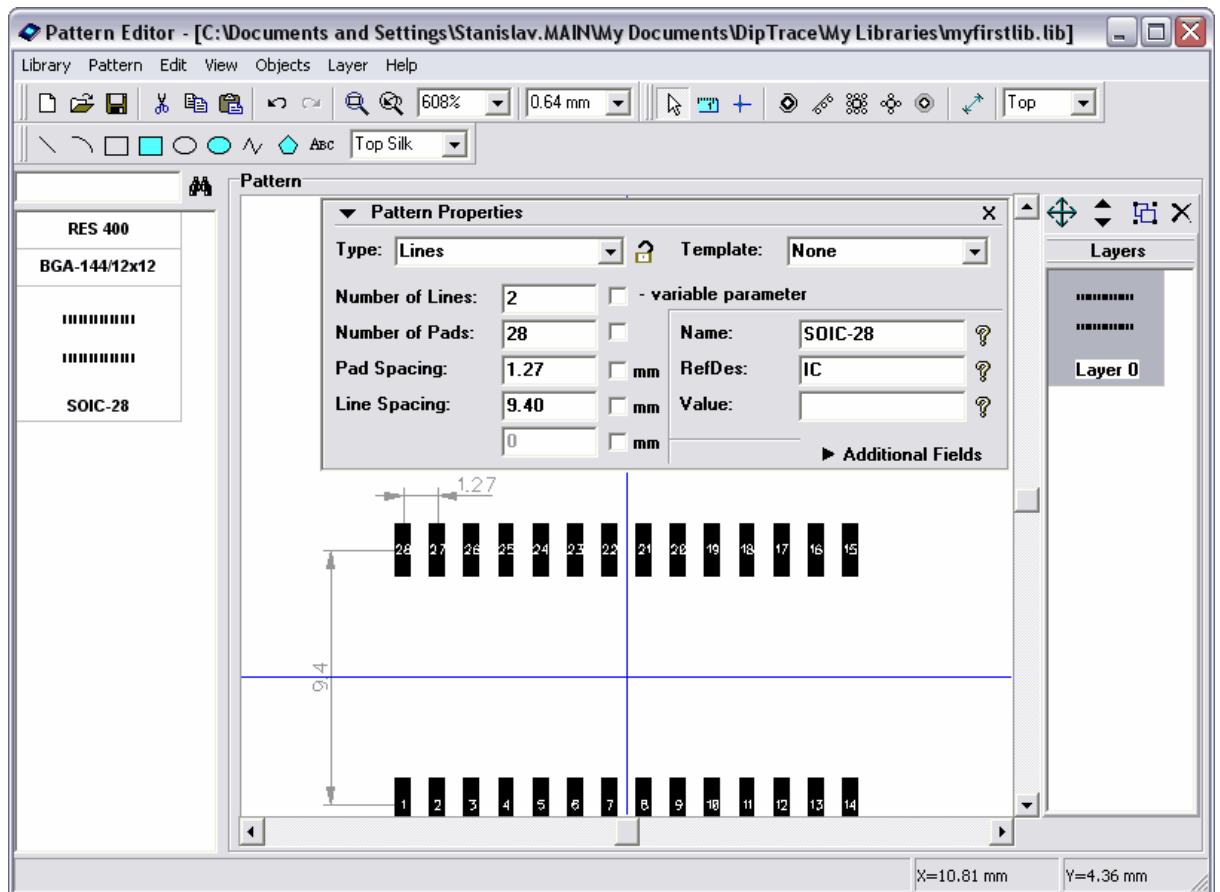 Pattern Editor - [C:\Documents and Settings\Stanislav.MAIN\My Documents\DipTrace\My Libraries\myfirstlib.lib]
Library Pattern Edit View Objects Layer Help
608% 0.64 mm Top
ABC Top Silk
Pattern
RES 400
BGA-144/12x12
SOIC-28
Pattern Properties
Type: Lines Template: None
Number of Lines: 2 - variable parameter
Number of Pads: 28 Name: SOIC-28
Pad Spacing: 1.27 mm RefDes: IC
Line Spacing: 9.40 mm Value:
0 mm
Additional Fields
Layers
Layer 0
1.27
28 27 26 25 24 23 22 21 20 19 18 17 16 15
9.4
1 2 3 4 5 6 7 8 9 10 11 12 13 14
X=10.81 mm Y=4.36 mm